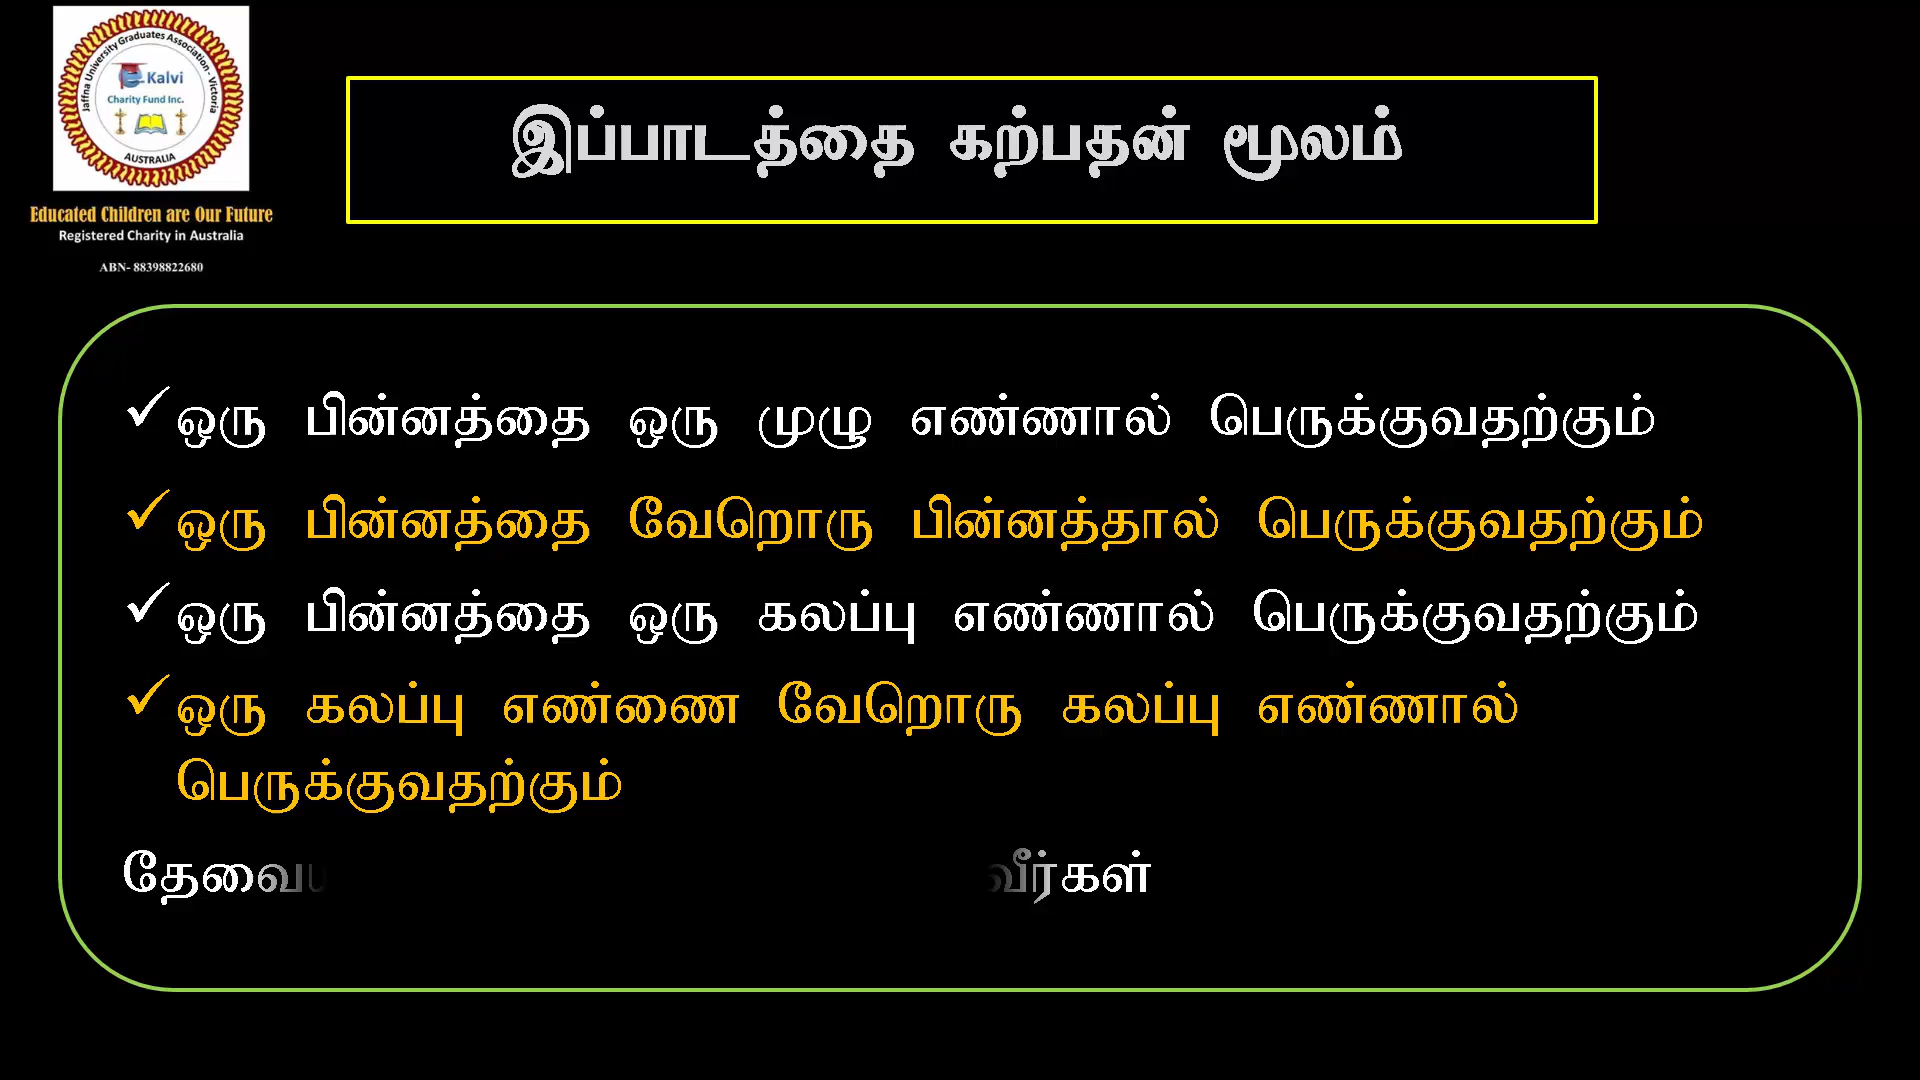 Jaffna University Graduates Association - Victoria
Kalvi
Charity Fund Inc.
AUSTRALIA
Educated Children are Our Future
Registered Charity in Australia
ABN- 88398822680
இப்பாடத்தை கற்பதன் மூலம்
✓ஒரு பின்னத்தை ஒரு முழு எண்ணால் பெருக்குவதற்கும்
✓ஒரு பின்னத்தை வேறொரு பின்னத்தால் பெருக்குவதற்கும்
✓ஒரு பின்னத்தை ஒரு கலப்பு எண்ணால் பெருக்குவதற்கும்
✓ஒரு கலப்பு எண்ணை வேறொரு கலப்பு எண்ணால்
பெருக்குவதற்கும்